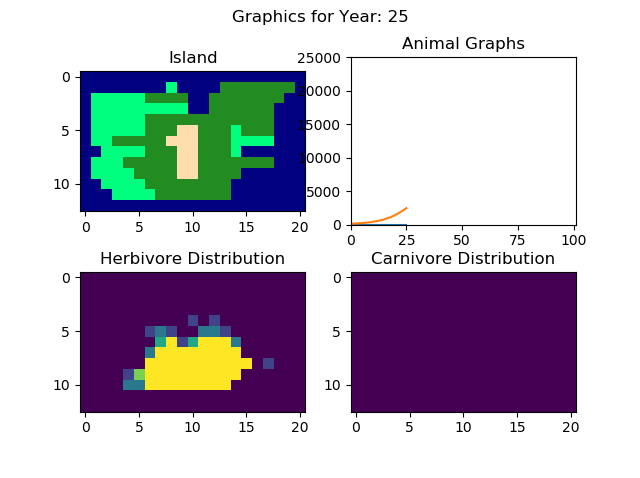 Graphics for Year: 25
Island
0
5
10
0 5 10 15 20
Animal Graphs
25000
20000
15000
10000
5000
0
0 25 50 75 100
Herbivore Distribution
0
5
10
0 5 10 15 20
Carnivore Distribution
0
5
10
0 5 10 15 20